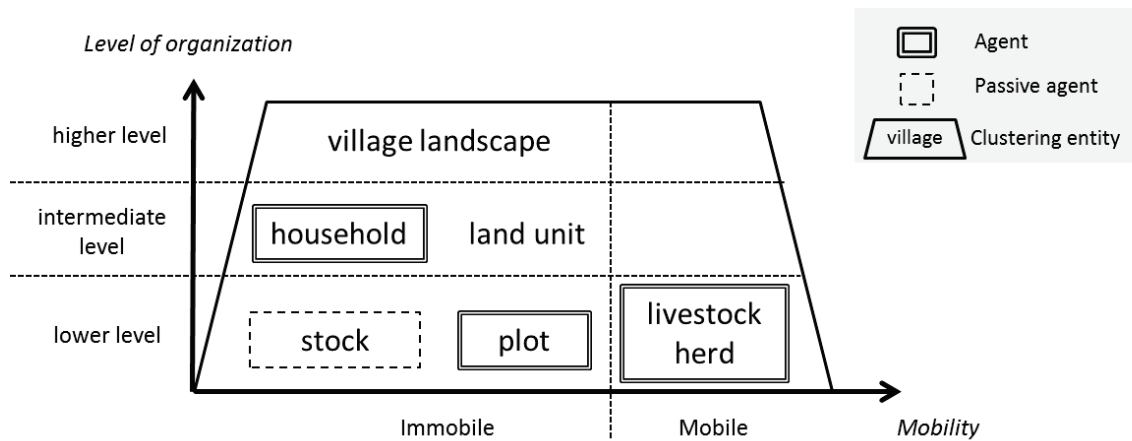 Level of organization
Agent
Passive agent
village
Clustering entity
higher level
village landscape
intermediate
level
household
land unit
lower level
stock
plot
livestock
herd
Immobile
Mobile
Mobility